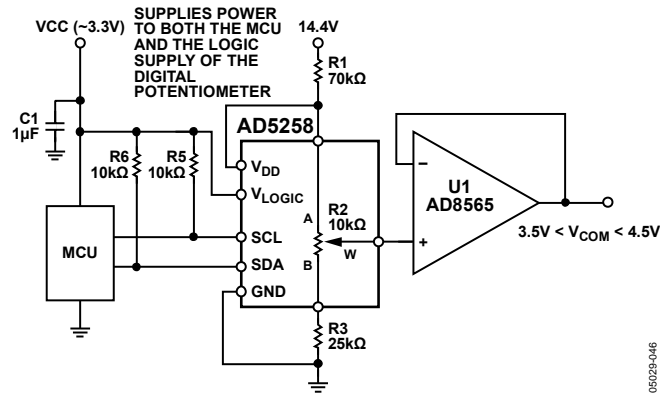 SUPPLIES POWER
TO BOTH THE MCU
AND THE LOGIC
SUPPLY OF THE
DIGITAL
POTENTIOMETER
VCC (~3.3V)
14.4V
R1
70kΩ
C1
1µF
AD5258
R6
10kΩ
R5
10kΩ
VDD
VLOGIC
SCL
SDA
GND
MCU
A
R2
10kΩ
W
B
R3
25kΩ
–
+
U1
AD8565
3.5V < VCOM < 4.5V
05029-046